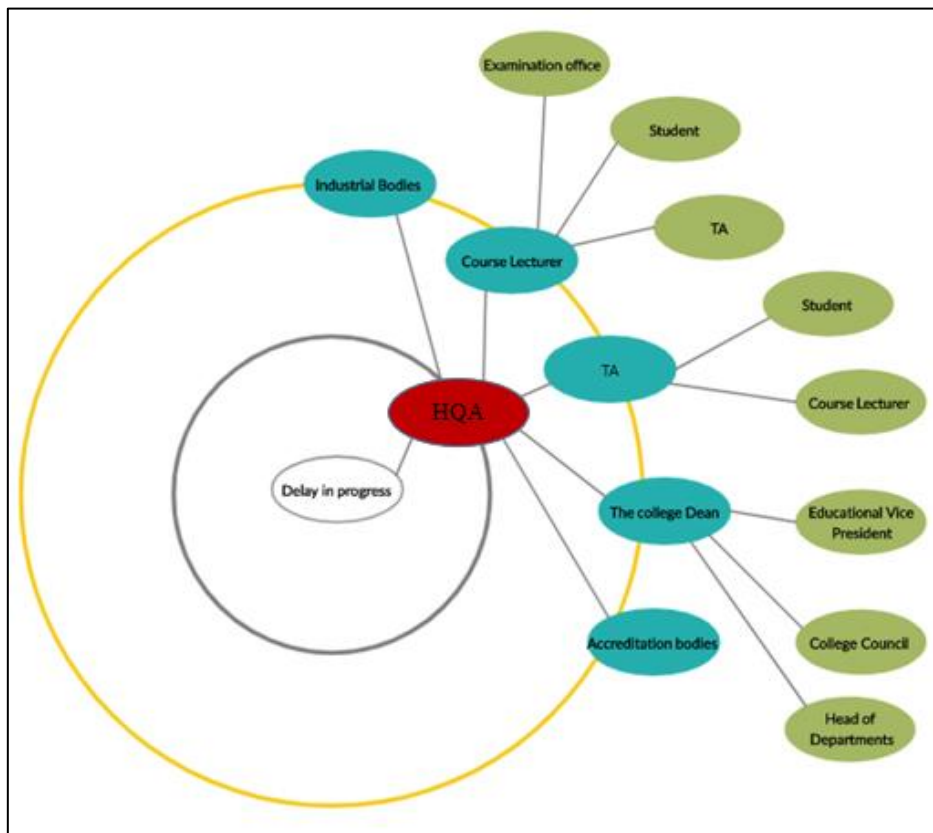 Examination office
Student
Industrial Bodies
TA
Course Lecturer
Student
TA
HQA
Course Lecturer
Delay in progress
The college Dean
Educational Vice
President
Accreditation bodies
College Council
Head of
Departments